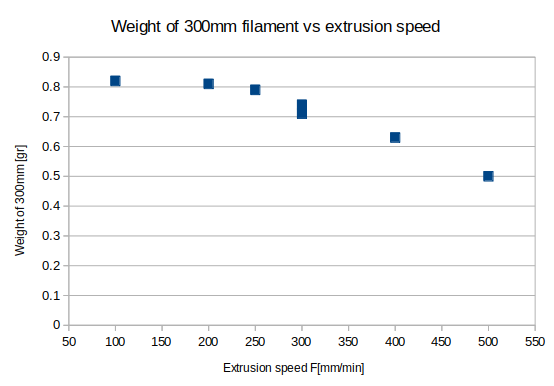 Weight of 300mm filament vs extrusion speed
0.9
0.8
0.7
0.6
0.5
0.4
0.3
0.2
0.1
0
Weight of 300mm [gr]
50 100 150 200 250 300 350 400 450 500 550
Extrusion speed F[mm/min]